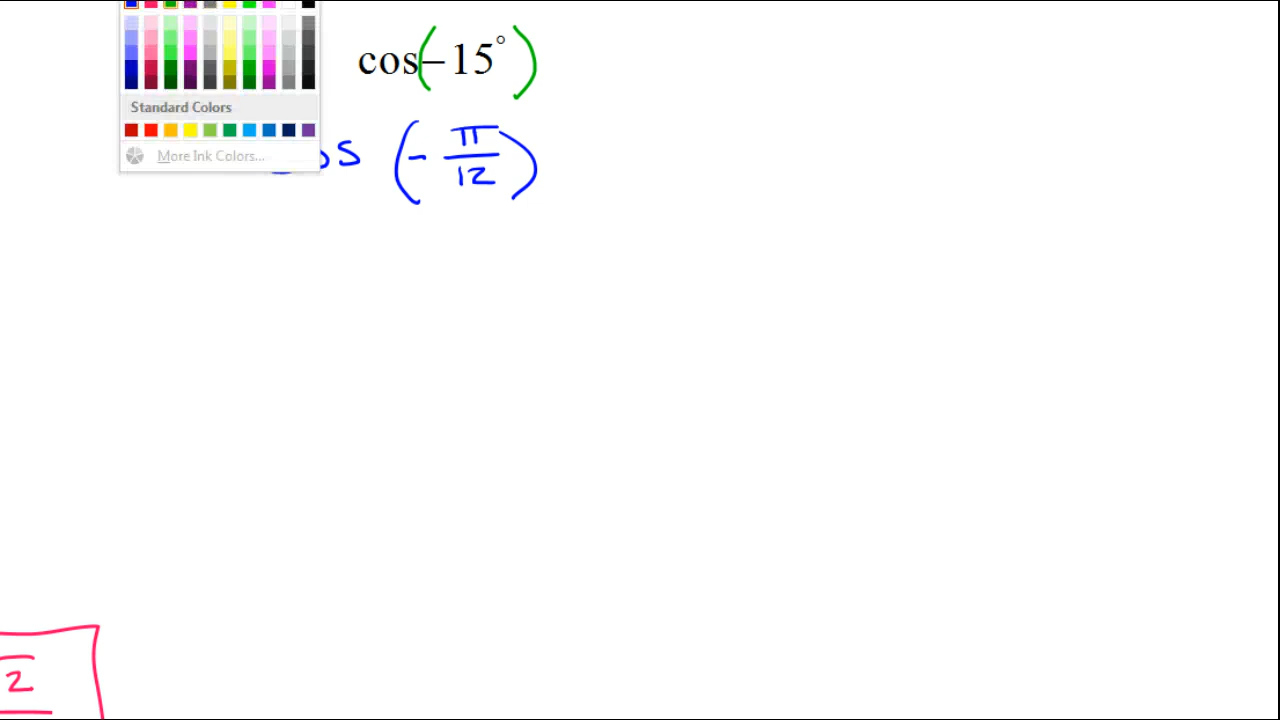 cos(−15°)
Standard Colors
More Ink Colors...
(-π/12)
2